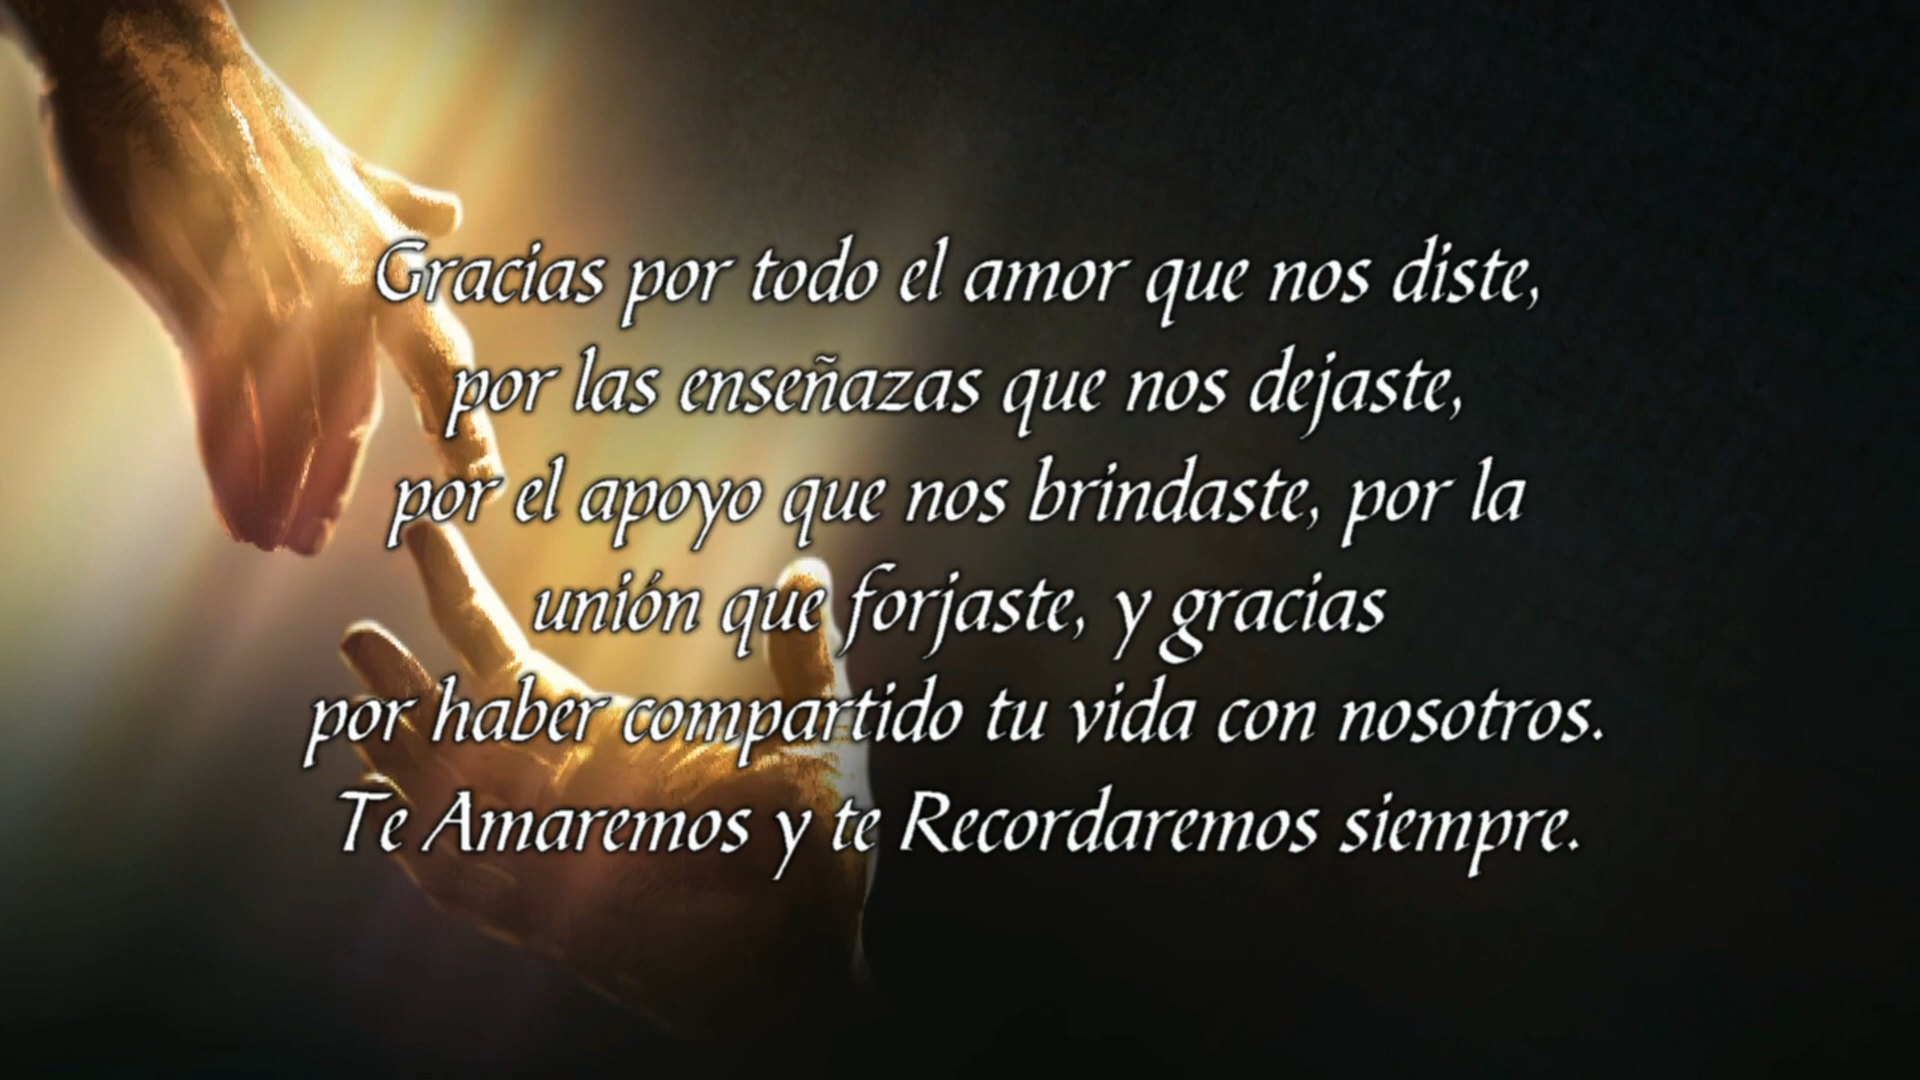 Gracias por todo el amor que nos diste,
por las enseñazas que nos dejaste,
por el apoyo que nos brindaste, por la
unión que forjaste, y gracias
por haber compartido tu vida con nosotros.
Te Amaremos y te Recordaremos siempre.